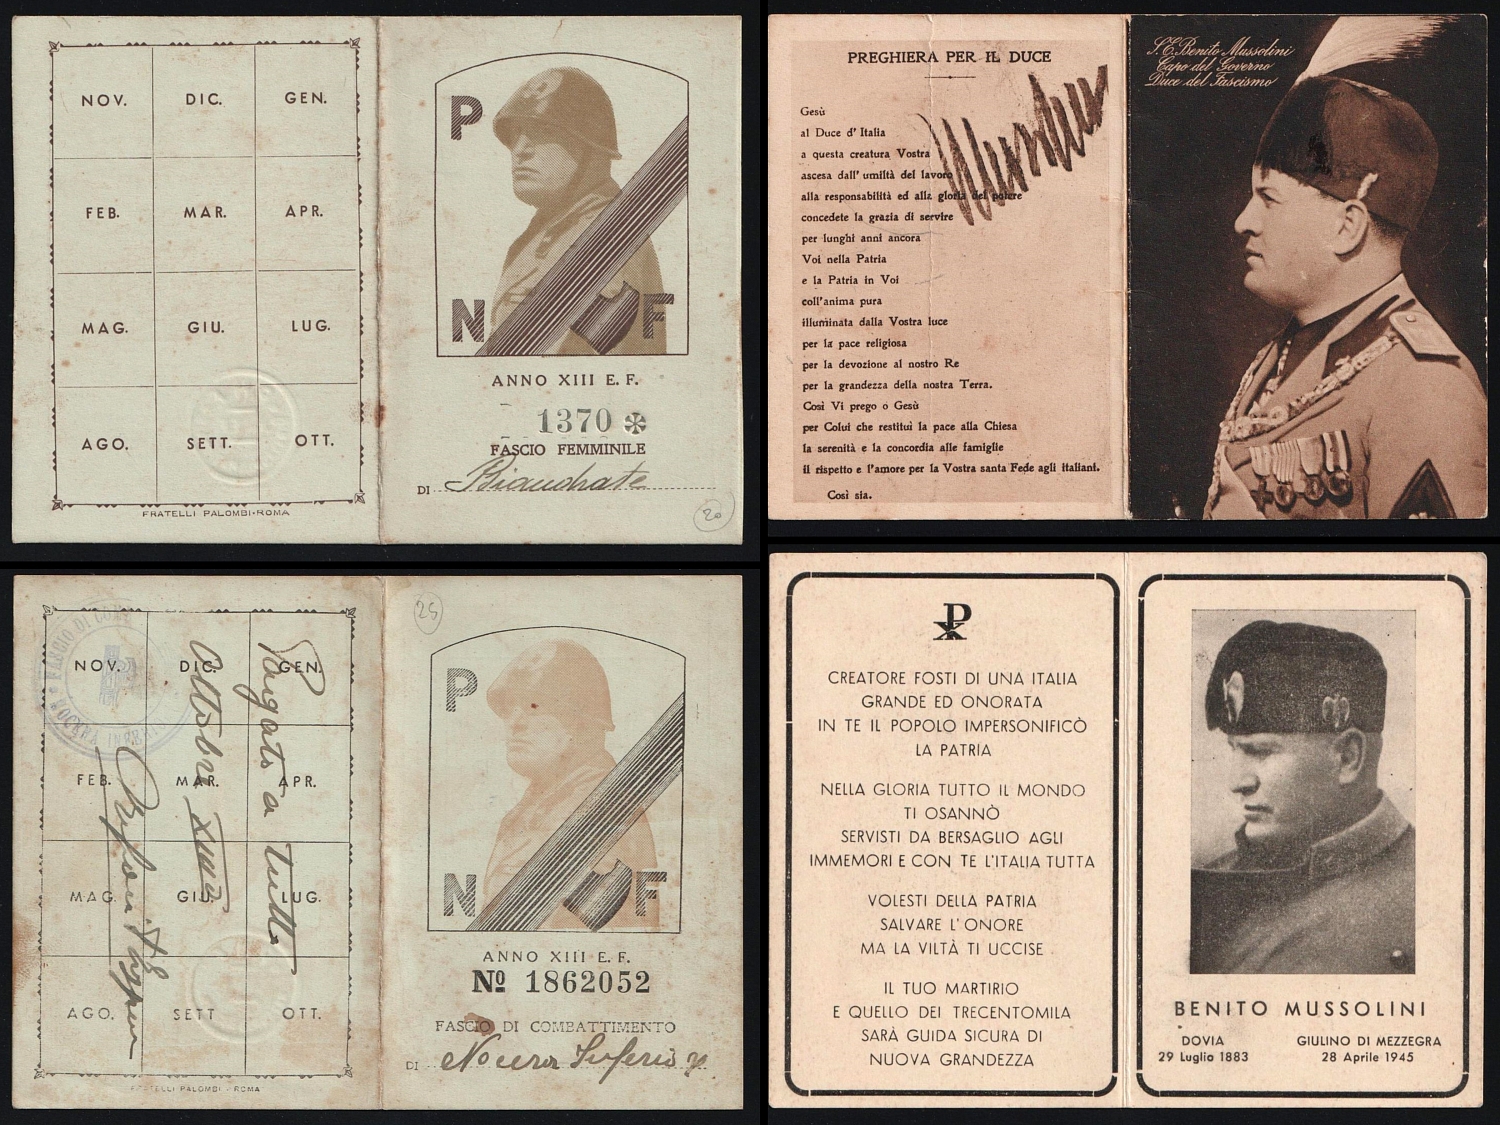 NOV. DIC. GEN.
FEB. MAR. APR.
MAG. GIU. LUG.
AGO. SETT. OTT.
FRATELLI PALOMBI-ROMA
P
N F
ANNO XIII E. F.
1370
FASCIO FEMMINILE
DI Biandrate
20
PREGHIERA PER IL DUCE
Gesù
al Duce d' Italia
a questa creatura Vostra
ascesa dall' umiltà del lavoro
alla responsabilità ed alla gloria del potere
concedete la grazia di servire
per lunghi anni ancora
Voi nella Patria
e la Patria in Voi
coll'anima pura
illuminata dalla Vostra luce
per la pace religiosa
per la devozione al nostro Re
per la grandezza della nostra Terra.
Così Vi prego o Gesù
per Colui che restituì la pace alla Chiesa
la serenità e la concordia alle famiglie
il rispetto e l'amore per la Vostra santa Fede agli italiani.
Così sia.
Mussolini
S. E. Benito Mussolini
Capo del Governo
Duce del Fascismo
NOV. DIC. GEN.
FEB. MAR. APR.
MAG. GIU. LUG.
AGO. SETT OTT.
Pagato a tutto
Ottobre XIII
FRATELLI PALOMBI - ROMA
25
P
N F
ANNO XIII E. F.
Nº 1862052
FASCIO DI COMBATTIMENTO
DI Nocera Inferiore
CREATORE FOSTI DI UNA ITALIA
GRANDE ED ONORATA
IN TE IL POPOLO IMPERSONIFICÒ
LA PATRIA
NELLA GLORIA TUTTO IL MONDO
TI OSANNÒ
SERVISTI DA BERSAGLIO AGLI
IMMEMORI E CON TE L'ITALIA TUTTA
VOLESTI DELLA PATRIA
SALVARE L'ONORE
MA LA VILTÀ TI UCCISE
IL TUO MARTIRIO
E QUELLO DEI TRECENTOMILA
SARÀ GUIDA SICURA DI
NUOVA GRANDEZZA
BENITO MUSSOLINI
DOVIA
29 Luglio 1883
GIULINO DI MEZZEGRA
28 Aprile 1945